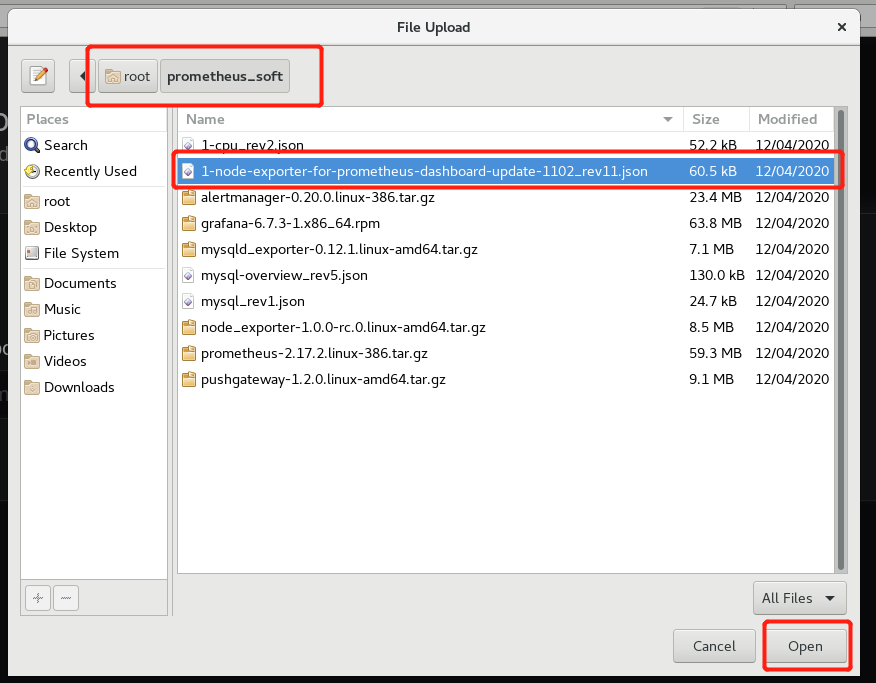 File Upload
root prometheus_soft
Places
Search
Recently Used
root
Desktop
File System
Documents
Music
Pictures
Videos
Downloads
Name Size Modified
1-cpu_rev2.json 52.2 kB 12/04/2020
1-node-exporter-for-prometheus-dashboard-update-1102_rev11.json 60.5 kB 12/04/2020
alertmanager-0.20.0.linux-386.tar.gz 23.4 MB 12/04/2020
grafana-6.7.3-1.x86_64.rpm 63.8 MB 12/04/2020
mysqld_exporter-0.12.1.linux-amd64.tar.gz 7.1 MB 12/04/2020
mysql-overview_rev5.json 130.0 kB 12/04/2020
mysql_rev1.json 24.7 kB 12/04/2020
node_exporter-1.0.0-rc.0.linux-amd64.tar.gz 8.5 MB 12/04/2020
prometheus-2.17.2.linux-386.tar.gz 59.3 MB 12/04/2020
pushgateway-1.2.0.linux-amd64.tar.gz 9.1 MB 12/04/2020
All Files
Cancel Open